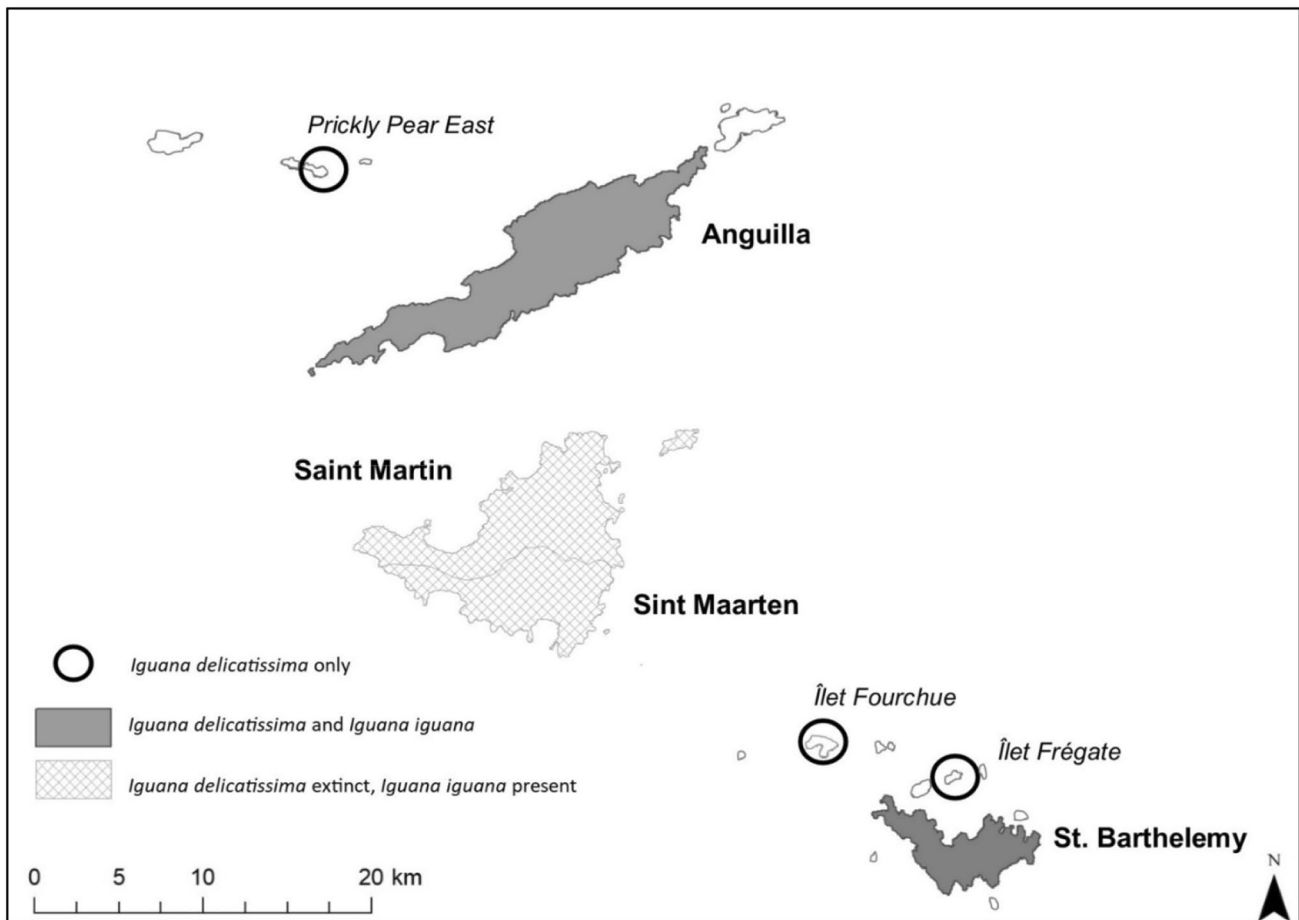 Prickly Pear East
Anguilla
Saint Martin
Sint Maarten
Iguana delicatissima only
Iguana delicatissima and Iguana iguana
Iguana delicatissima extinct, Iguana iguana present
Îlet Fourchue
Îlet Frégate
St. Barthelemy
N
0 5 10 20 km